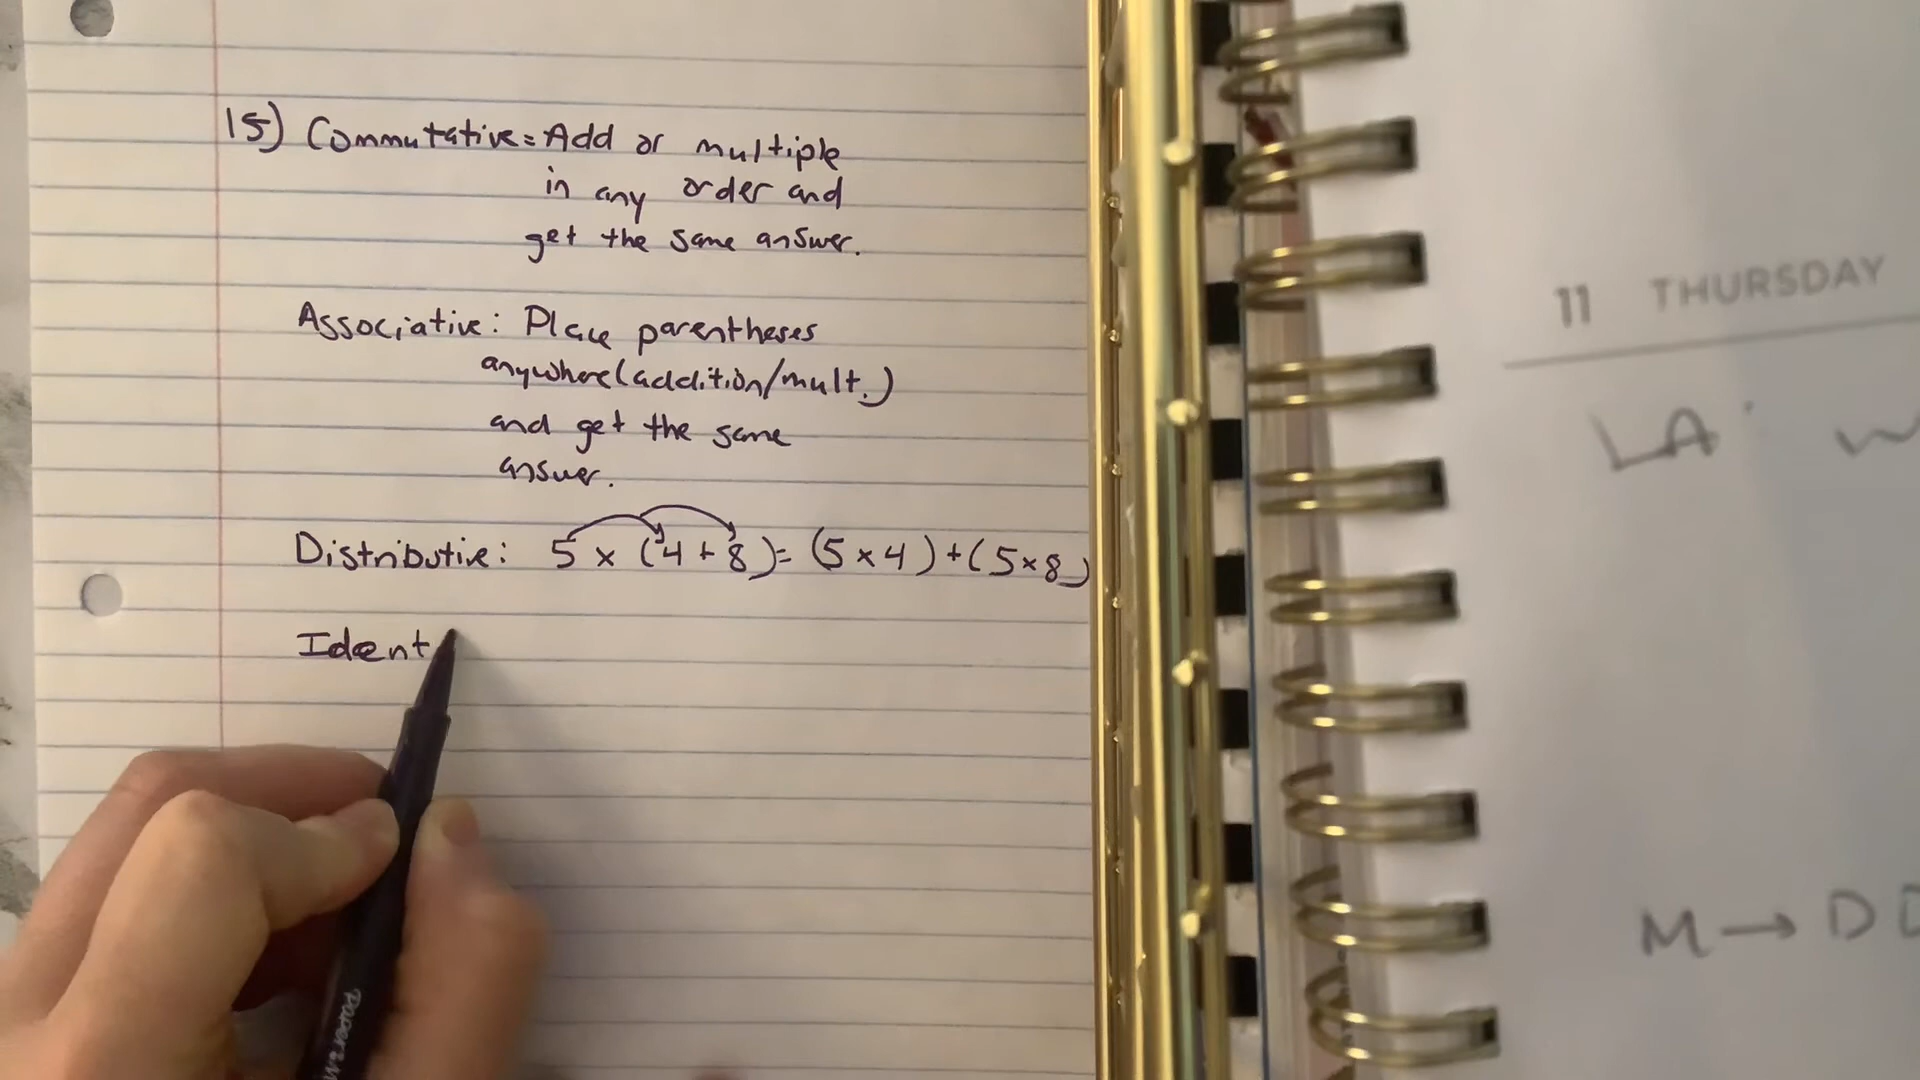 15) Commutative = Add or multiple
in any order and
get the same answer.
Associative: Place parentheses
anywhere (addition/mult.)
and get the same
answer.
Distributive: 5 × (4 + 8) = (5 × 4) + (5 × 8)
Ident
11 THURSDAY
LA
M → D D